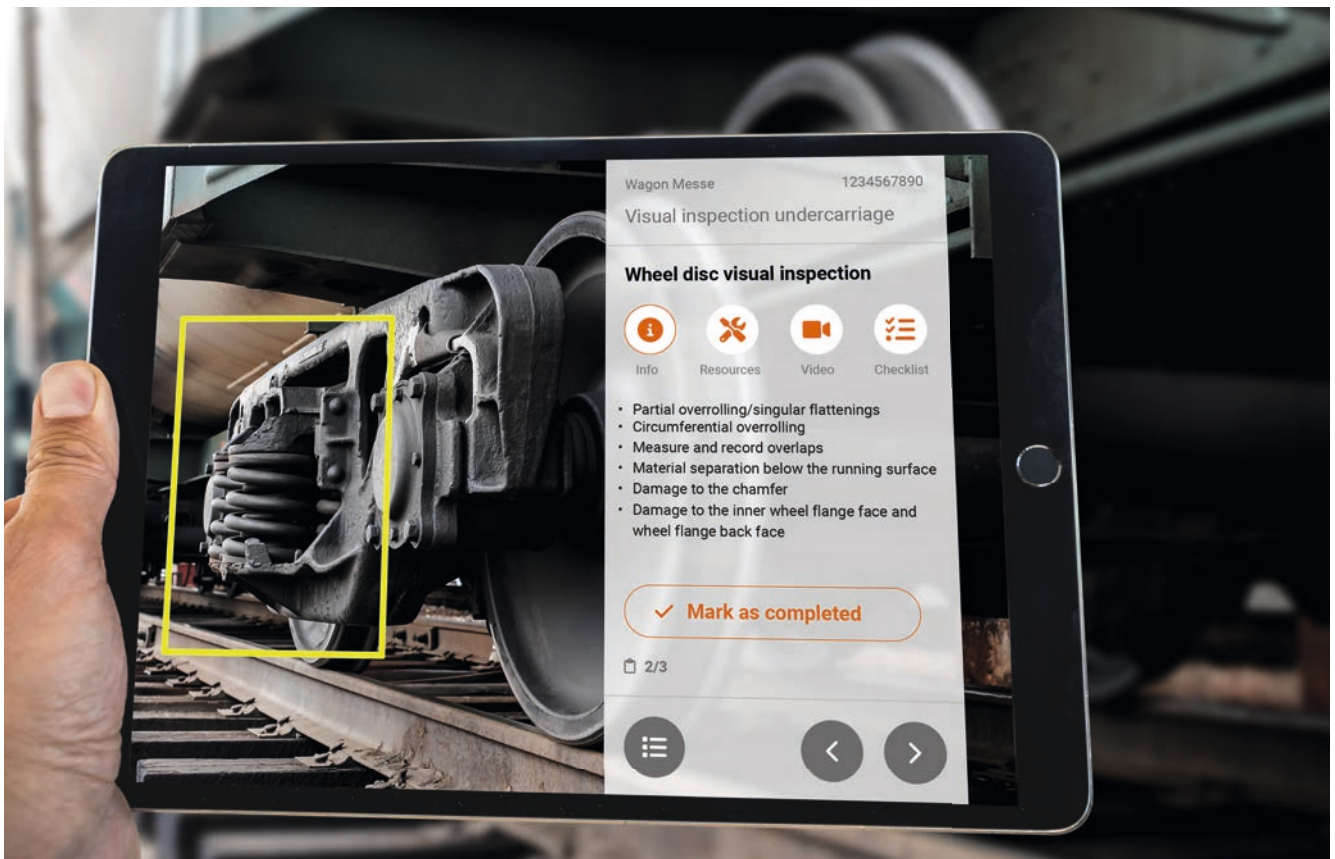 Wagon Messe 1234567890
Visual inspection undercarriage
Wheel disc visual inspection
Info Resources Video Checklist
• Partial overrolling/singular flattenings
• Circumferential overrolling
• Measure and record overlaps
• Material separation below the running surface
• Damage to the chamfer
• Damage to the inner wheel flange face and
wheel flange back face
Mark as completed
2/3